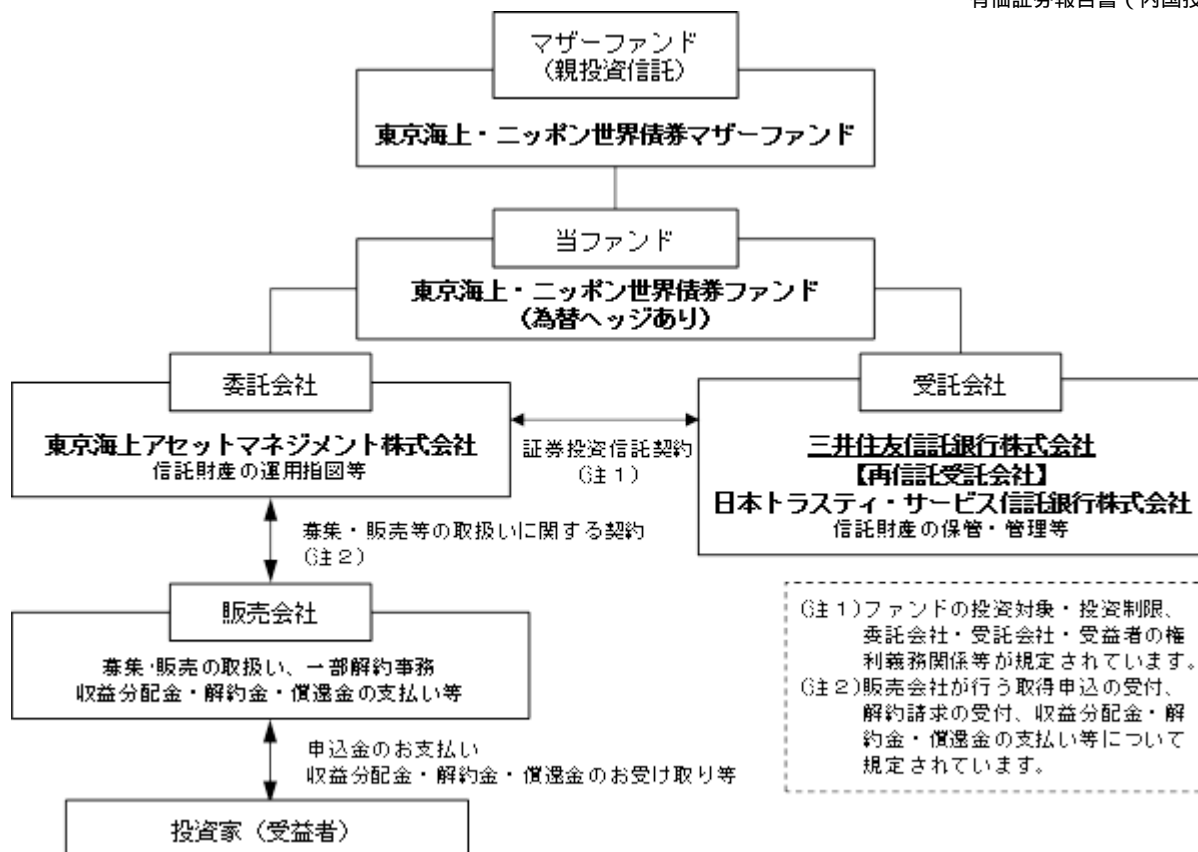 有価証券報告書(内国投
マザーファンド
(親投資信託)
東京海上・ニッポン世界債券マザーファンド
当ファンド
東京海上・ニッポン世界債券ファンド
(為替ヘッジあり)
委託会社
東京海上アセットマネジメント株式会社
信託財産の運用指図等
証券投資信託契約
(注1)
受託会社
三井住友信託銀行株式会社
【再信託受託会社】
日本トラスティ・サービス信託銀行株式会社
信託財産の保管・管理等
募集・販売等の取扱いに関する契約
(注2)
販売会社
募集・販売の取扱い、一部解約事務
収益分配金・解約金・償還金の支払い等
申込金のお支払い
収益分配金・解約金・償還金のお受け取り等
投資家(受益者)
(注1)ファンドの投資対象・投資制限、
委託会社・受託会社・受益者の権
利義務関係等が規定されています。
(注2)販売会社が行う取得申込の受付、
解約請求の受付、収益分配金・解
約金・償還金の支払い等について
規定されています。